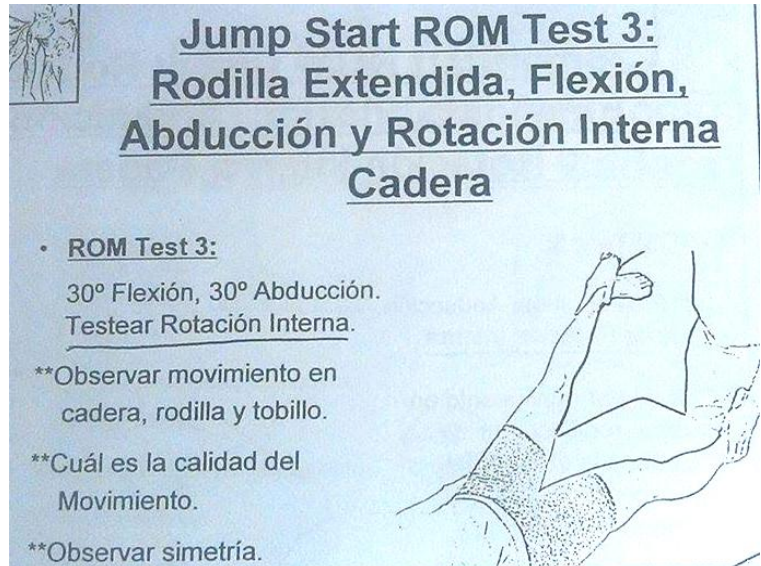 Jump Start ROM Test 3:
Rodilla Extendida, Flexión,
Abducción y Rotación Interna
Cadera
• ROM Test 3:
30º Flexión, 30º Abducción.
Testear Rotación Interna.
**Observar movimiento en
cadera, rodilla y tobillo.
**Cuál es la calidad del
Movimiento.
**Observar simetría.